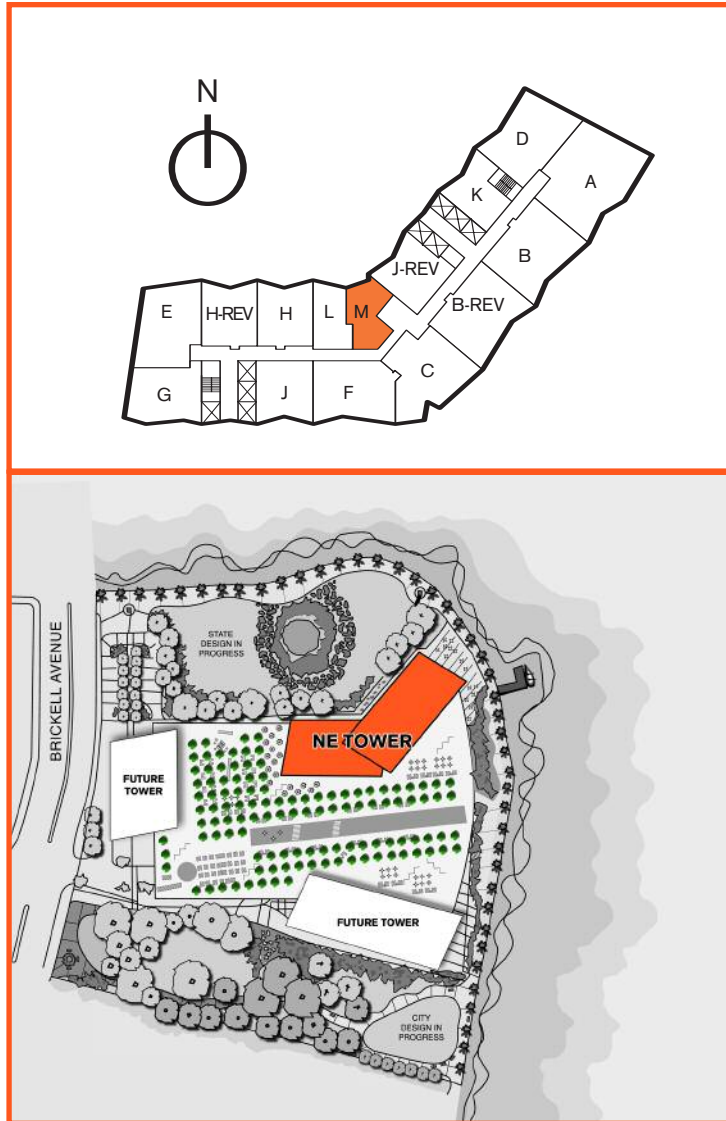 N
D
A
K
B
J-REV
B-REV
E
H-REV
H
L
M
C
G
J
F
BRICKELL AVENUE
STATE
DESIGN IN
PROGRESS
NE TOWER
FUTURE
TOWER
FUTURE TOWER
CITY
DESIGN IN
PROGRESS